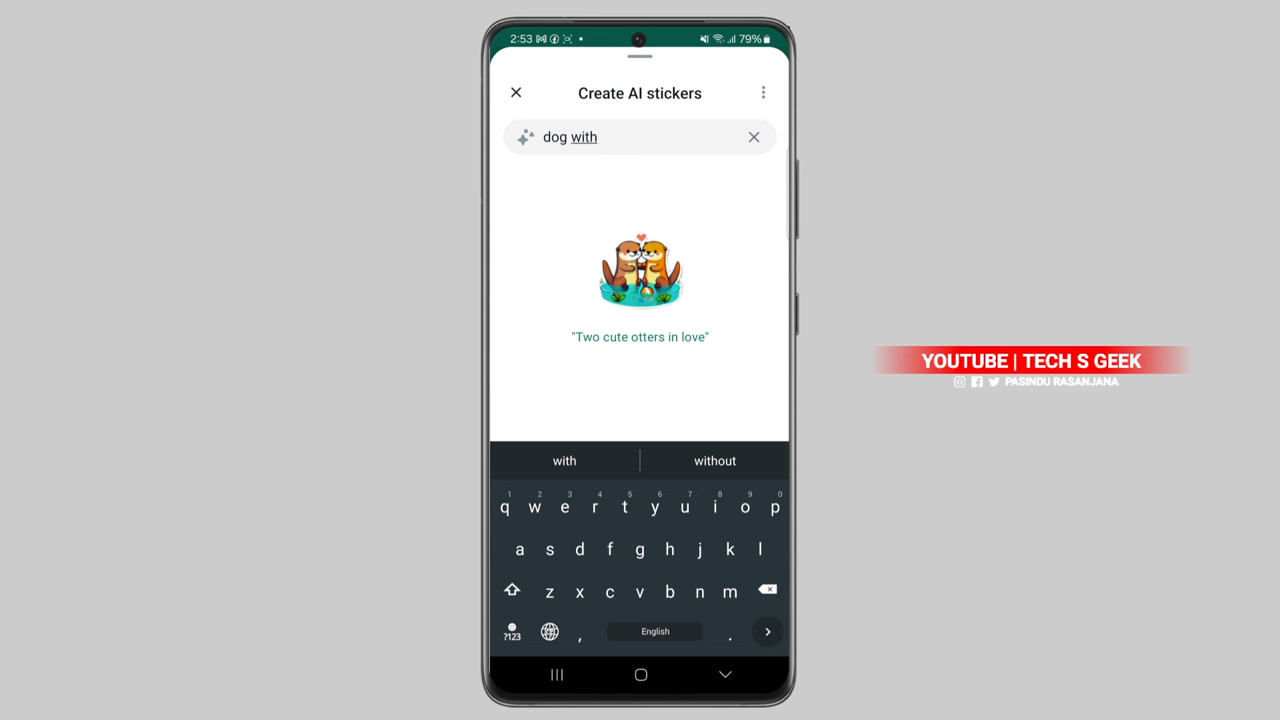 2:53
79%
Create AI stickers
dog with
"Two cute otters in love"
with
without
1 2 3 4 5 6 7 8 9 0
q w e r t y u i o p
a s d f g h j k l
z x c v b n m
?123
,
English
.
YOUTUBE | TECH S GEEK
PASINDU RASANJANA